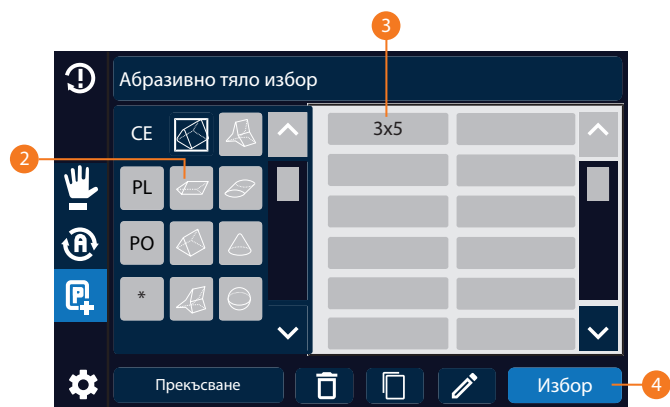 3
Абразивно тяло избор
CE
3x5
2
PL
A
PO
P
*
Прекъсване
Избор
4